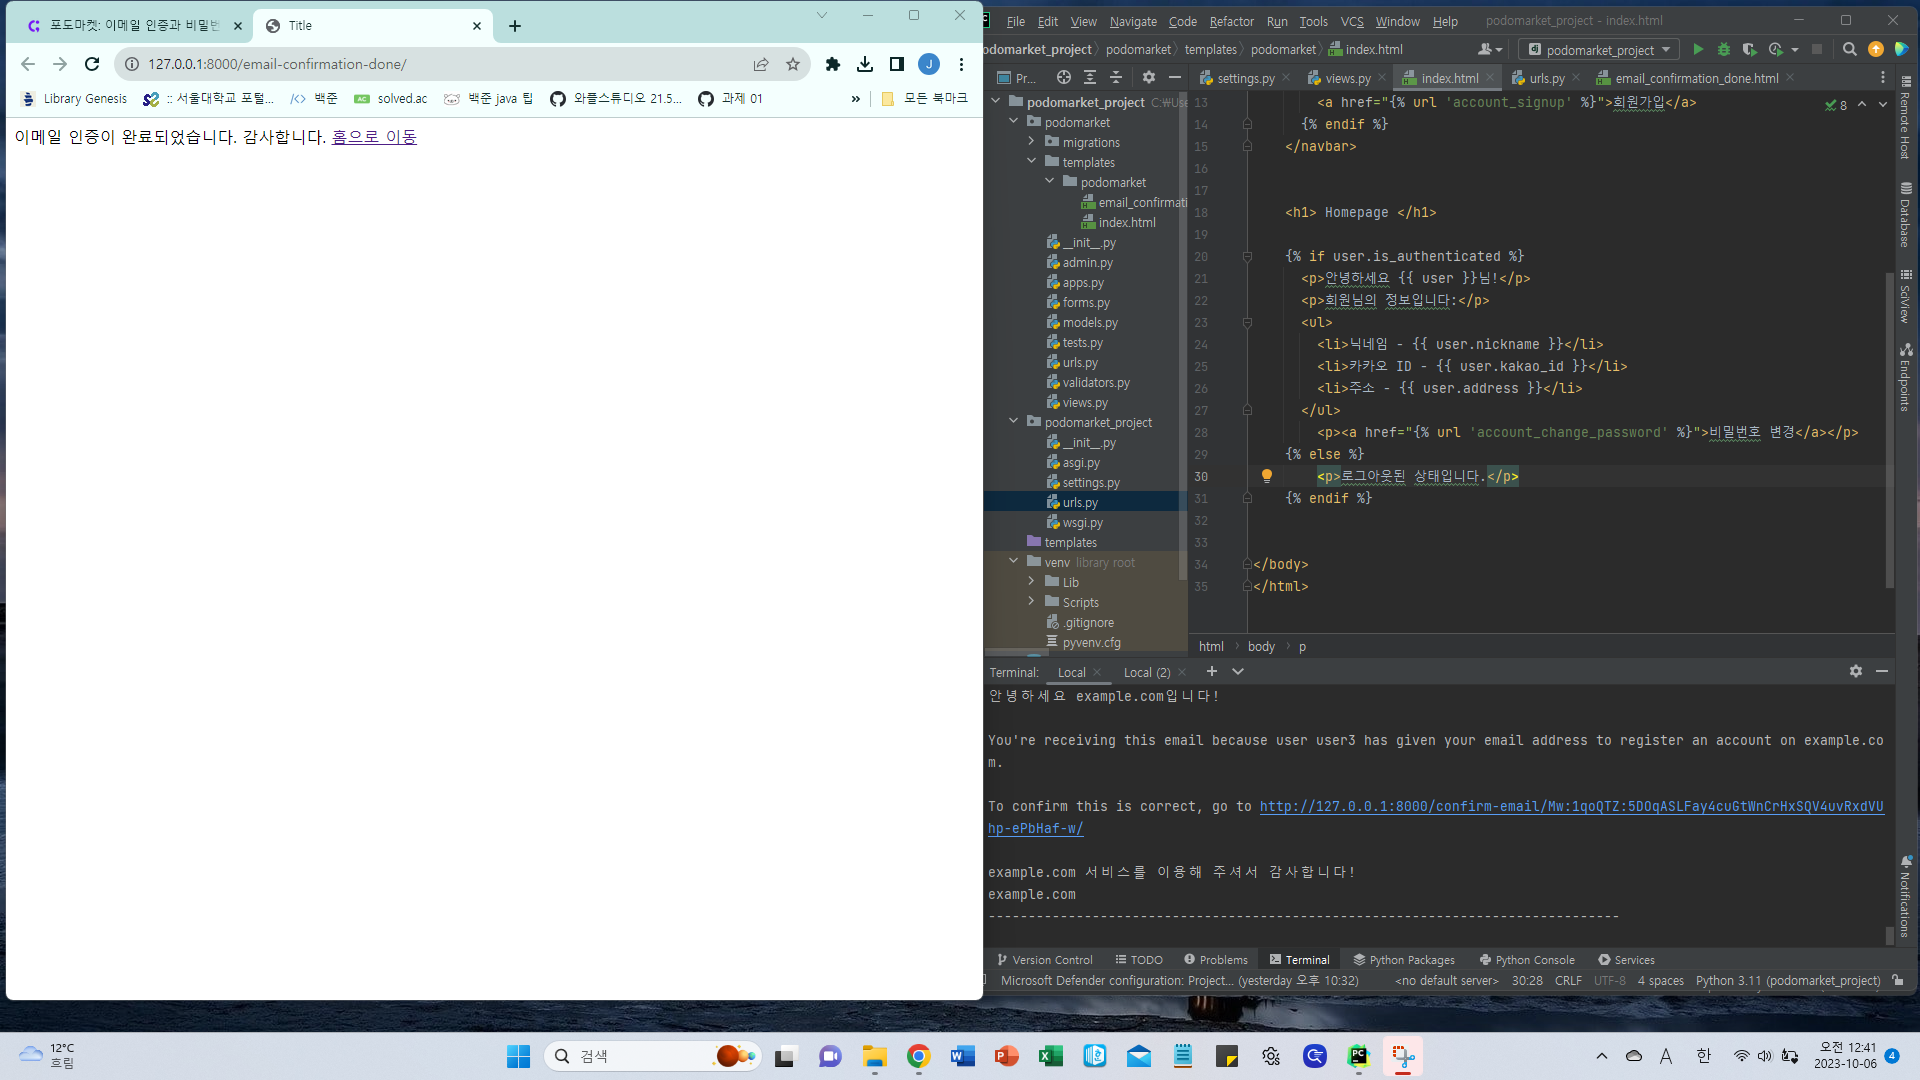 포도마켓: 이메일 인증과 비밀번
Title
127.0.0.1:8000/email-confirmation-done/
Library Genesis
:: 서울대학교 포털...
백준
solved.ac
백준 java 팁
와플스튜디오 21.5...
과제 01
»
모든 북마크
이메일 인증이 완료되었습니다. 감사합니다. 홈으로 이동
File Edit View Navigate Code Refactor Run Tools VCS Window Help podomarket_project - index.html
odomarket_project podomarket templates podomarket index.html
podomarket_project
Pr...
settings.py views.py index.html urls.py email_confirmation_done.html
podomarket_project C:₩Use
podomarket
migrations
templates
podomarket
email_confirmati
index.html
__init__.py
admin.py
apps.py
forms.py
models.py
tests.py
urls.py
validators.py
views.py
podomarket_project
__init__.py
asgi.py
settings.py
urls.py
wsgi.py
templates
venv library root
Lib
Scripts
.gitignore
pyvenv.cfg
8
13 <a href="{% url 'account_signup' %}">회원가입</a>
14 {% endif %}
15 </navbar>
16
17
18 <h1> Homepage </h1>
19
20 {% if user.is_authenticated %}
21 <p>안녕하세요 {{ user }}님!</p>
22 <p>회원님의 정보입니다:</p>
23 <ul>
24 <li>닉네임 - {{ user.nickname }}</li>
25 <li>카카오 ID - {{ user.kakao_id }}</li>
26 <li>주소 - {{ user.address }}</li>
27 </ul>
28 <p><a href="{% url 'account_change_password' %}">비밀번호 변경</a></p>
29 {% else %}
30 <p>로그아웃된 상태입니다.</p>
31 {% endif %}
32
33
34 </body>
35 </html>
html body p
Remote Host
Database
SciView
Endpoints
Notifications
Terminal: Local Local (2)
안녕하세요 example.com입니다!
You're receiving this email because user user3 has given your email address to register an account on example.co
m.
To confirm this is correct, go to http://127.0.0.1:8000/confirm-email/Mw:1qoQTZ:5DOqASLFay4cuGtWnCrHxSQV4uvRxdVU
hp-ePbHaf-w/
example.com 서비스를 이용해 주셔서 감사합니다!
example.com
-------------------------------------------------------------------------------
Version Control TODO Problems Terminal Python Packages Python Console Services
Microsoft Defender configuration: Project... (yesterday 오후 10:32) <no default server> 30:28 CRLF UTF-8 4 spaces Python 3.11 (podomarket_project)
12°C
흐림
검색
A
한
오전 12:41
2023-10-06
4